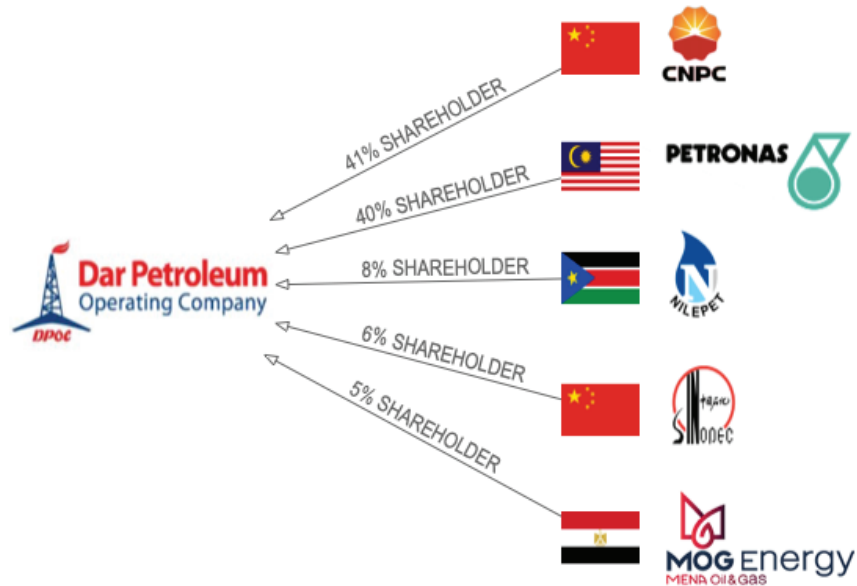 CNPC
41% SHAREHOLDER
PETRONAS
40% SHAREHOLDER
8% SHAREHOLDER
NILEPET
Dar Petroleum
Operating Company
DPOC
6% SHAREHOLDER
SINOPEC
5% SHAREHOLDER
MOG Energy
MENA Oil & GAS